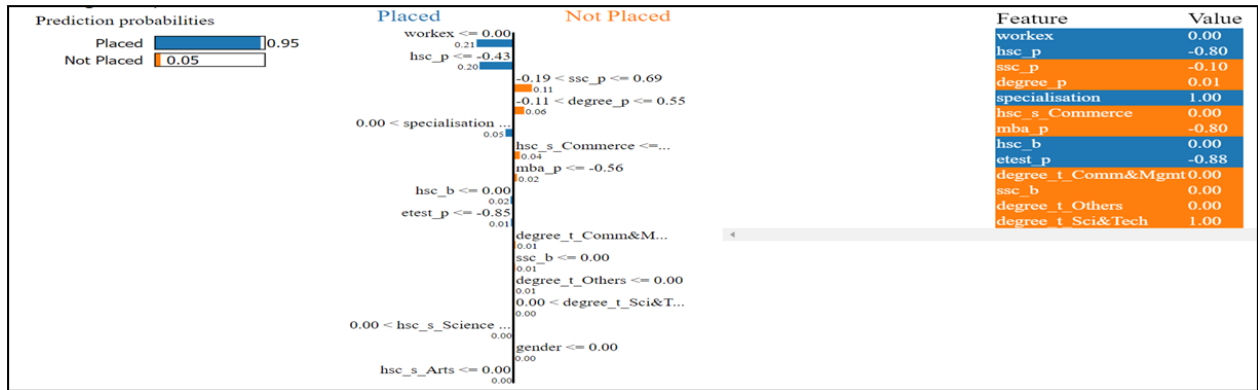 Prediction probabilities
Placed 0.95
Not Placed 0.05
Placed Not Placed
workex <= 0.00
0.21
hsc_p <= -0.43
0.20
-0.19 < ssc_p <= 0.69
0.11
-0.11 < degree_p <= 0.55
0.06
0.00 < specialisation ...
0.05
hsc_s_Commerce <=...
0.04
mba_p <= -0.56
0.02
hsc_b <= 0.00
0.02
etest_p <= -0.85
0.01
degree_t_Comm&M...
0.01
ssc_b <= 0.00
0.01
degree_t_Others <= 0.00
0.01
0.00 < degree_t_Sci&T...
0.00
0.00 < hsc_s_Science ...
0.00
gender <= 0.00
0.00
hsc_s_Arts <= 0.00
0.00
Feature Value
workex 0.00
hsc_p -0.80
ssc_p -0.10
degree_p 0.01
specialisation 1.00
hsc_s_Commerce 0.00
mba_p -0.80
hsc_b 0.00
etest_p -0.88
degree_t_Comm&Mgmt 0.00
ssc_b 0.00
degree_t_Others 0.00
degree_t_Sci&Tech 1.00